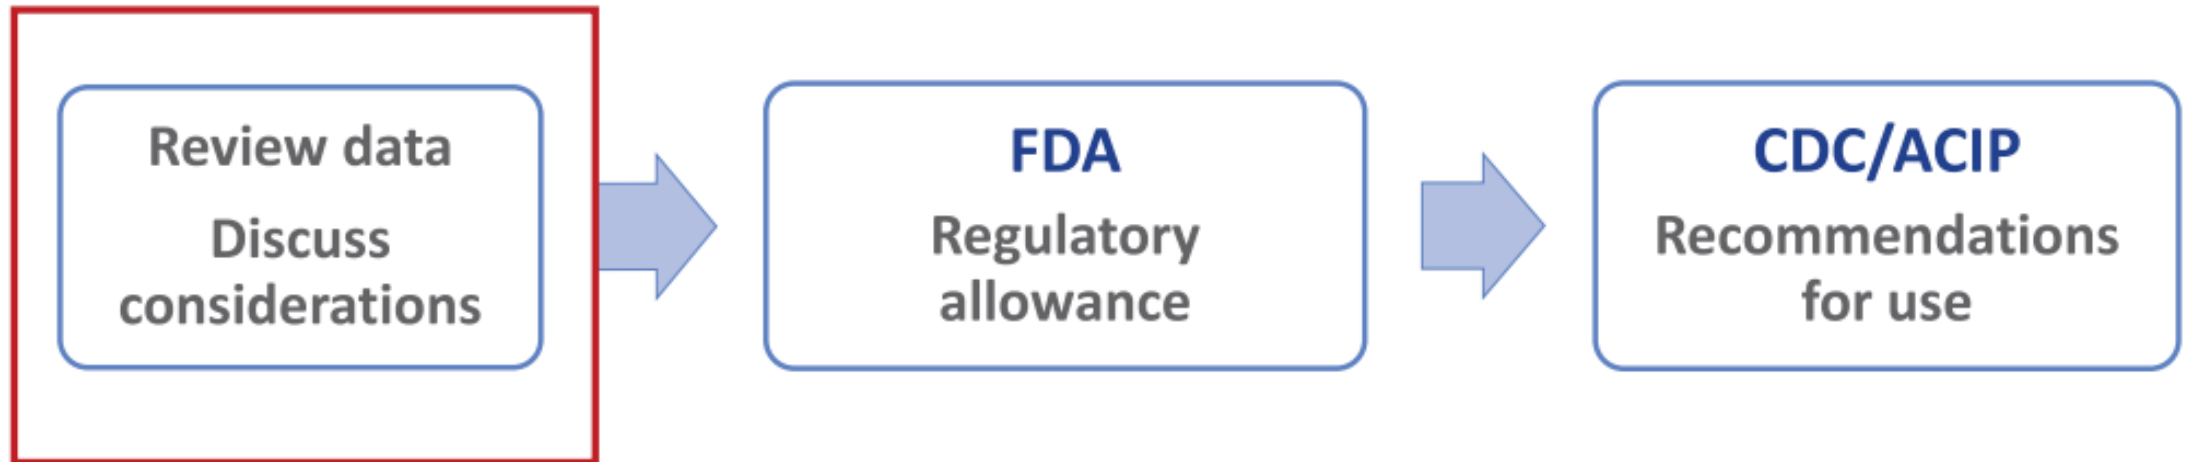 Review data
Discuss
considerations
FDA
Regulatory
allowance
CDC/ACIP
Recommendations
for use